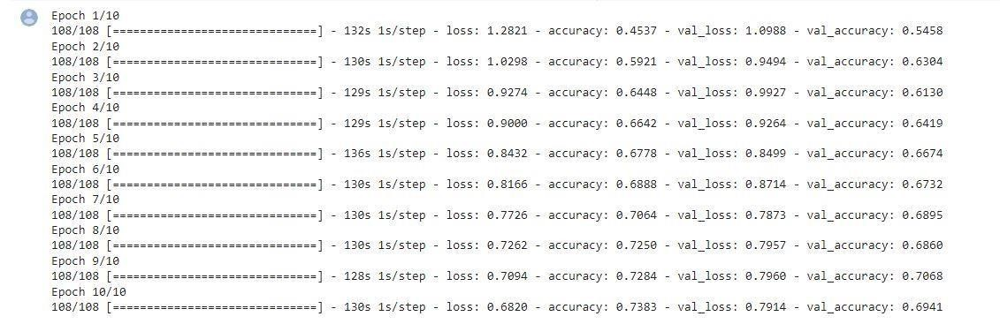 Epoch 1/10
108/108 [==============================] - 132s 1s/step - loss: 1.2821 - accuracy: 0.4537 - val_loss: 1.0988 - val_accuracy: 0.5458
Epoch 2/10
108/108 [==============================] - 130s 1s/step - loss: 1.0298 - accuracy: 0.5921 - val_loss: 0.9494 - val_accuracy: 0.6304
Epoch 3/10
108/108 [==============================] - 129s 1s/step - loss: 0.9274 - accuracy: 0.6448 - val_loss: 0.9927 - val_accuracy: 0.6130
Epoch 4/10
108/108 [==============================] - 129s 1s/step - loss: 0.9000 - accuracy: 0.6642 - val_loss: 0.9264 - val_accuracy: 0.6419
Epoch 5/10
108/108 [==============================] - 136s 1s/step - loss: 0.8432 - accuracy: 0.6778 - val_loss: 0.8499 - val_accuracy: 0.6674
Epoch 6/10
108/108 [==============================] - 130s 1s/step - loss: 0.8166 - accuracy: 0.6888 - val_loss: 0.8714 - val_accuracy: 0.6732
Epoch 7/10
108/108 [==============================] - 130s 1s/step - loss: 0.7726 - accuracy: 0.7064 - val_loss: 0.7873 - val_accuracy: 0.6895
Epoch 8/10
108/108 [==============================] - 130s 1s/step - loss: 0.7262 - accuracy: 0.7250 - val_loss: 0.7957 - val_accuracy: 0.6860
Epoch 9/10
108/108 [==============================] - 128s 1s/step - loss: 0.7094 - accuracy: 0.7284 - val_loss: 0.7960 - val_accuracy: 0.7068
Epoch 10/10
108/108 [==============================] - 130s 1s/step - loss: 0.6820 - accuracy: 0.7383 - val_loss: 0.7914 - val_accuracy: 0.6941